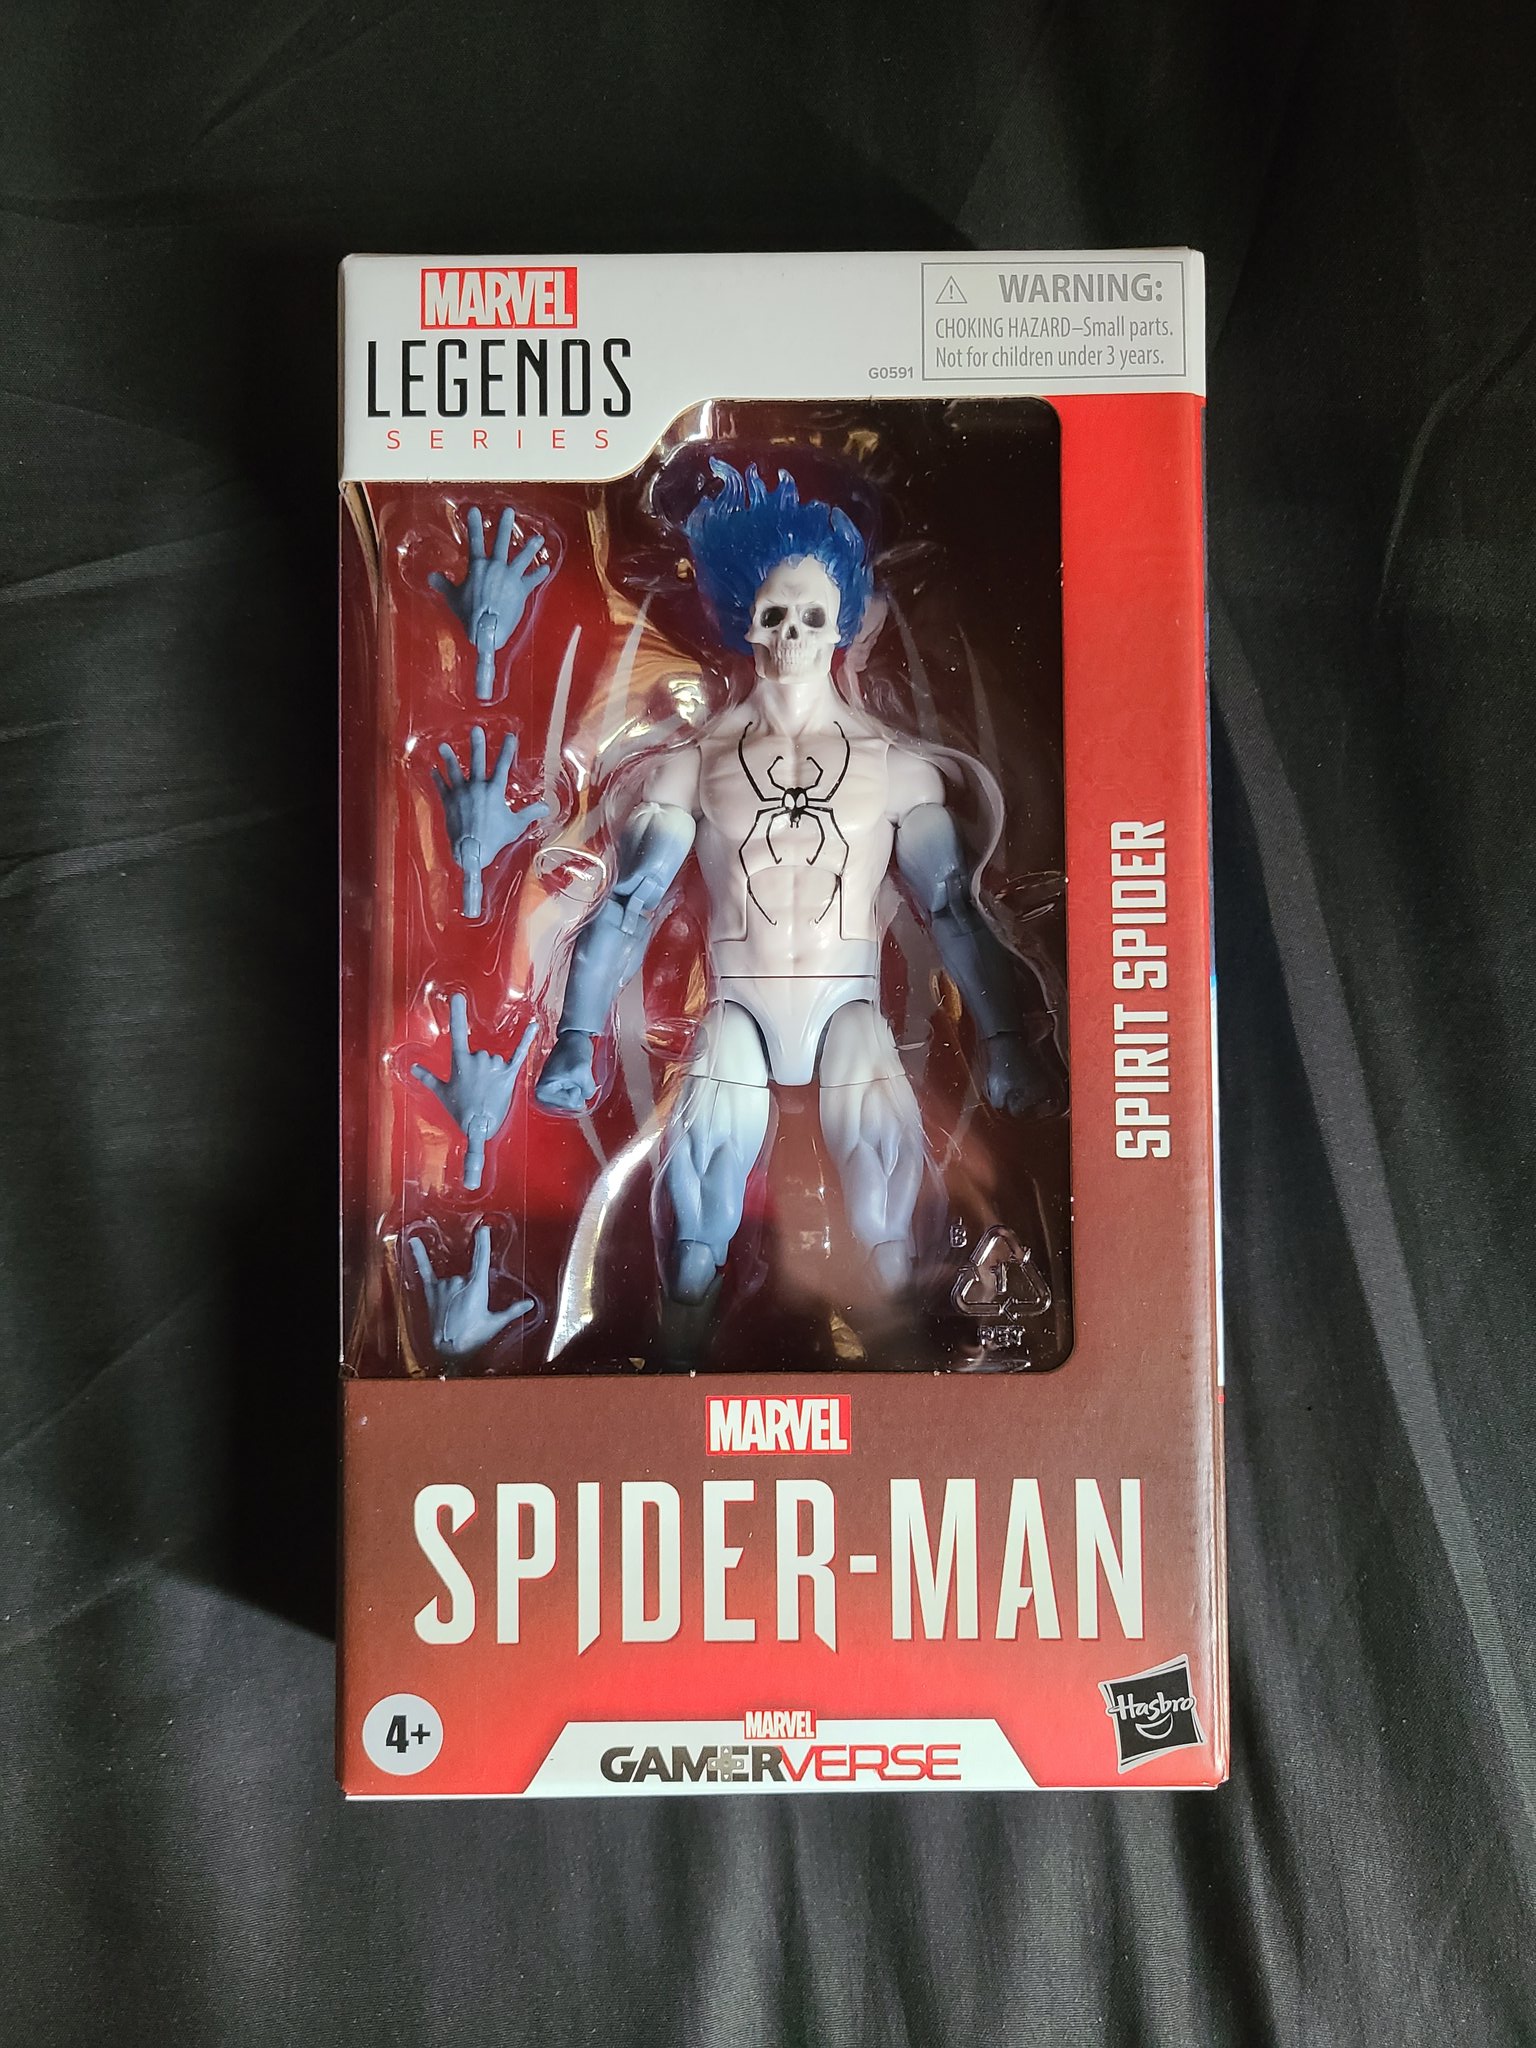 MARVEL
LEGENDS
SERIES
WARNING:
CHOKING HAZARD–Small parts.
Not for children under 3 years.
G0591
SPIRIT SPIDER
B
1
PET
MARVEL
SPIDER-MAN
4+
MARVEL
GAMERVERSE
Hasbro